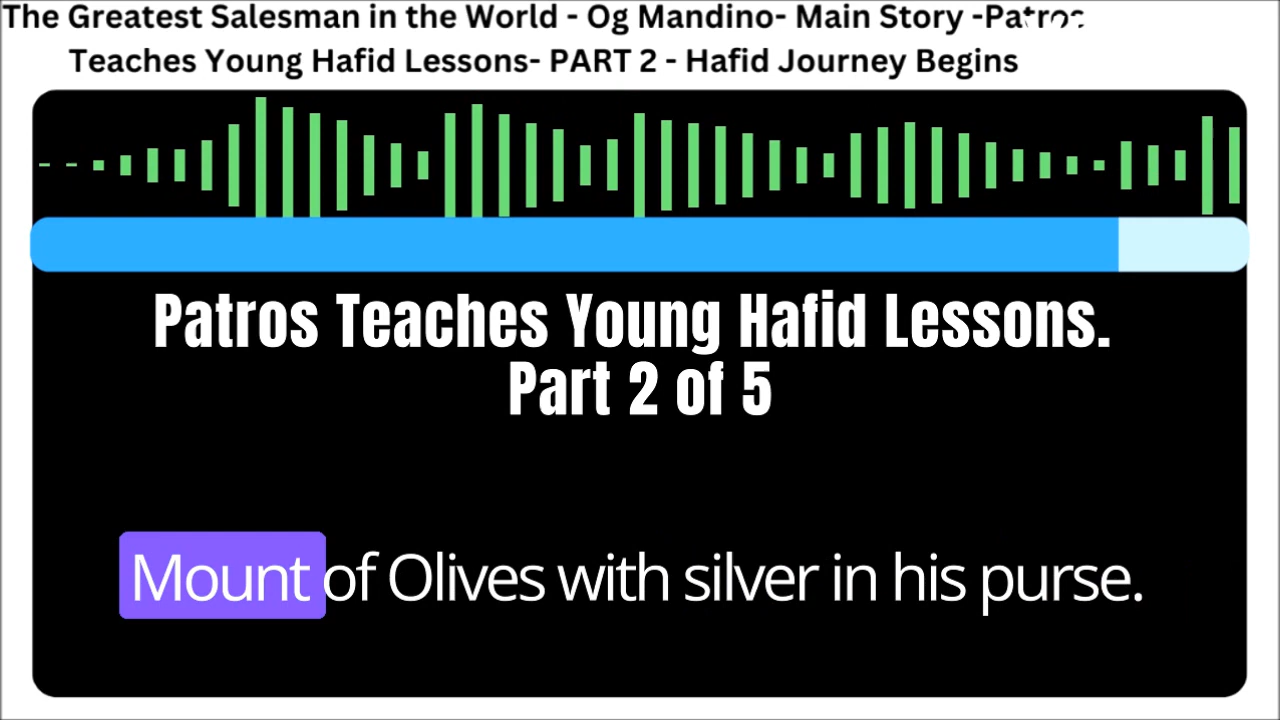 The Greatest Salesman in the World - Og Mandino- Main Story -Patros
Teaches Young Hafid Lessons- PART 2 - Hafid Journey Begins
Patros Teaches Young Hafid Lessons.
Part 2 of 5
Mount of Olives with silver in his purse.